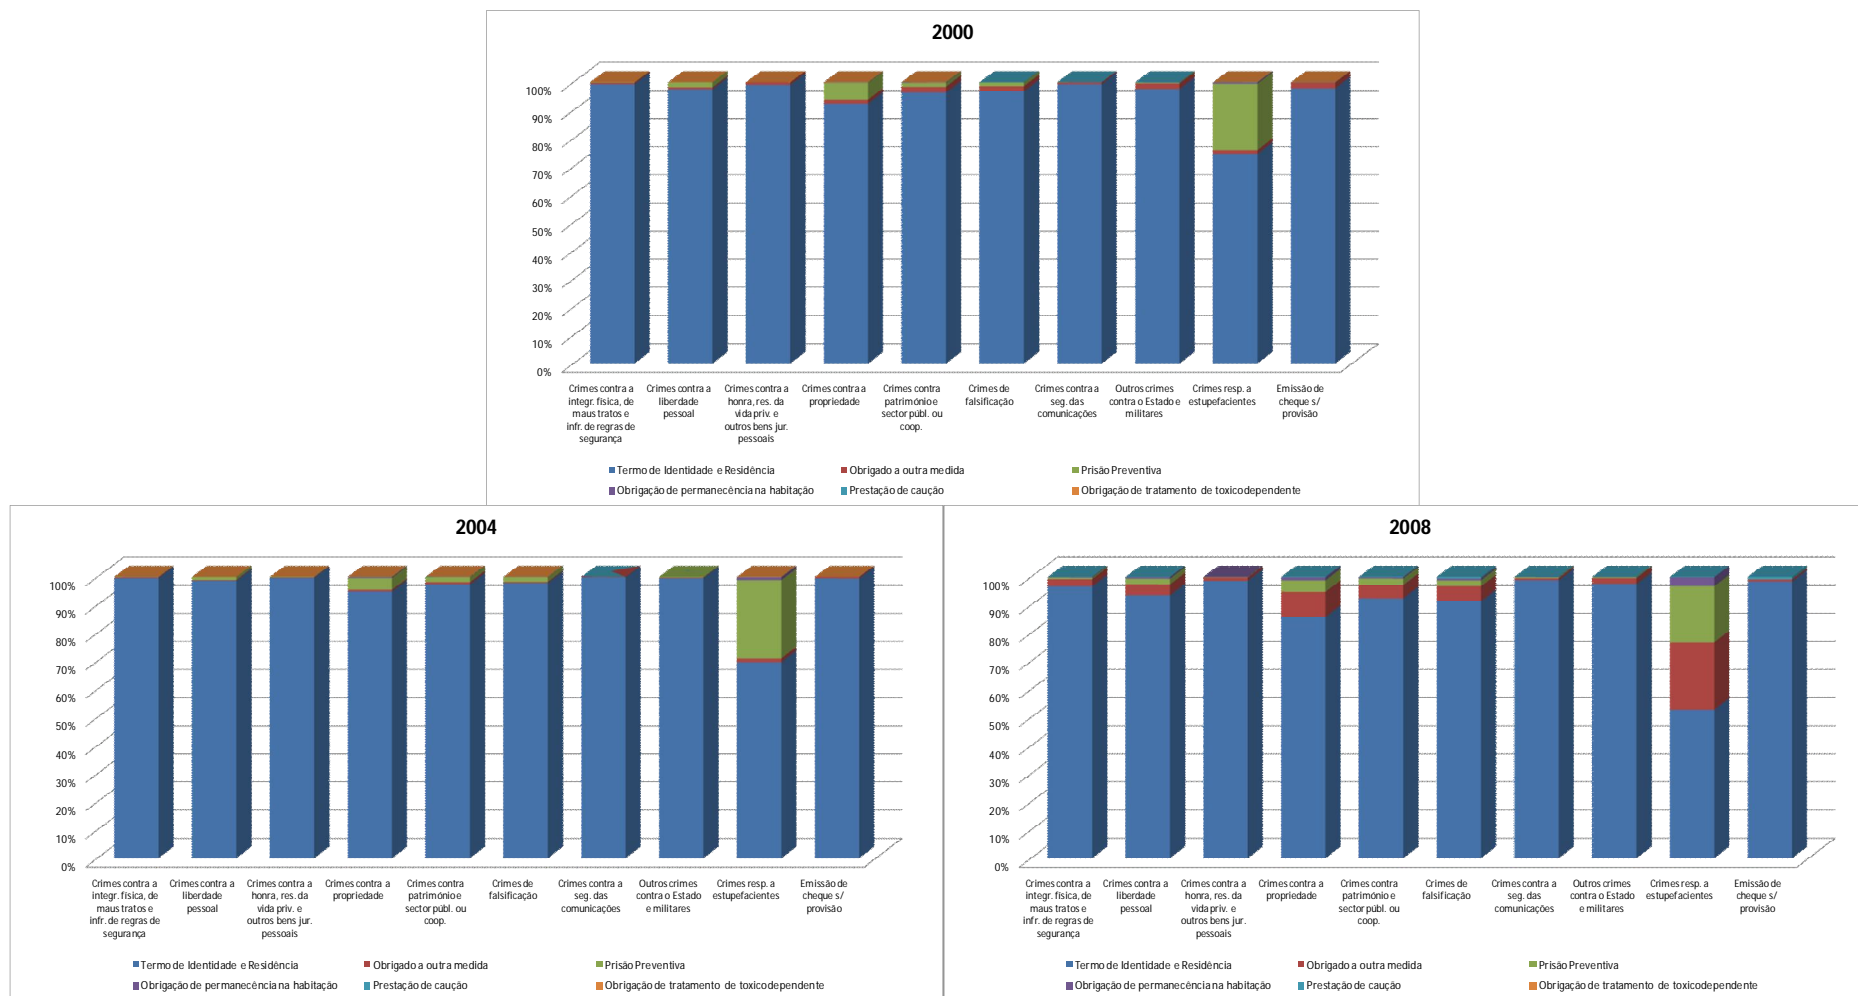 2000
100%
90%
80%
70%
60%
50%
40%
30%
20%
10%
0%
Crimes contra a
integr. física, de
maus tratos e
infr. de regras de
segurança
Crimes contra a
liberdade
pessoal
Crimes contra a
honra, res. da
vida priv. e
outros bens jur.
pessoais
Crimes contra a
propriedade
Crimes contra
património e
sector públ. ou
coop.
Crimes de
falsificação
Crimes contra a
seg. das
comunicações
Outros crimes
contra o Estado e
militares
Crimes resp. a
estupefacientes
Emissão de
cheque s/
provisão
Termo de Identidade e Residência
Obrigado a outra medida
Prisão Preventiva
Obrigação de permanecência na habitação
Prestação de caução
Obrigação de tratamento de toxicodependente
2004
100%
90%
80%
70%
60%
50%
40%
30%
20%
10%
0%
Crimes contra a
integr. física, de
maus tratos e
infr. de regras de
segurança
Crimes contra a
liberdade
pessoal
Crimes contra a
honra, res. da
vida priv. e
outros bens jur.
pessoais
Crimes contra a
propriedade
Crimes contra
património e
sector públ. ou
coop.
Crimes de
falsificação
Crimes contra a
seg. das
comunicações
Outros crimes
contra o Estado
e militares
Crimes resp. a
estupefacientes
Emissão de
cheque s/
provisão
Termo de Identidade e Residência
Obrigado a outra medida
Prisão Preventiva
Obrigação de permanecência na habitação
Prestação de caução
Obrigação de tratamento de toxicodependente
2008
100%
90%
80%
70%
60%
50%
40%
30%
20%
10%
0%
Crimes contra a
integr. física, de
maus tratos e
infr. de regras de
segurança
Crimes contra a
liberdade
pessoal
Crimes contra a
honra, res. da
vida priv. e
outros bens jur.
pessoais
Crimes contra a
propriedade
Crimes contra
património e
sector públ. ou
coop.
Crimes de
falsificação
Crimes contra a
seg. das
comunicações
Outros crimes
contra o Estado
e militares
Crimes resp. a
estupefacientes
Emissão de
cheque s/
provisão
Termo de Identidade e Residência
Obrigado a outra medida
Prisão Preventiva
Obrigação de permanecência na habitação
Prestação de caução
Obrigação de tratamento de toxicodependente